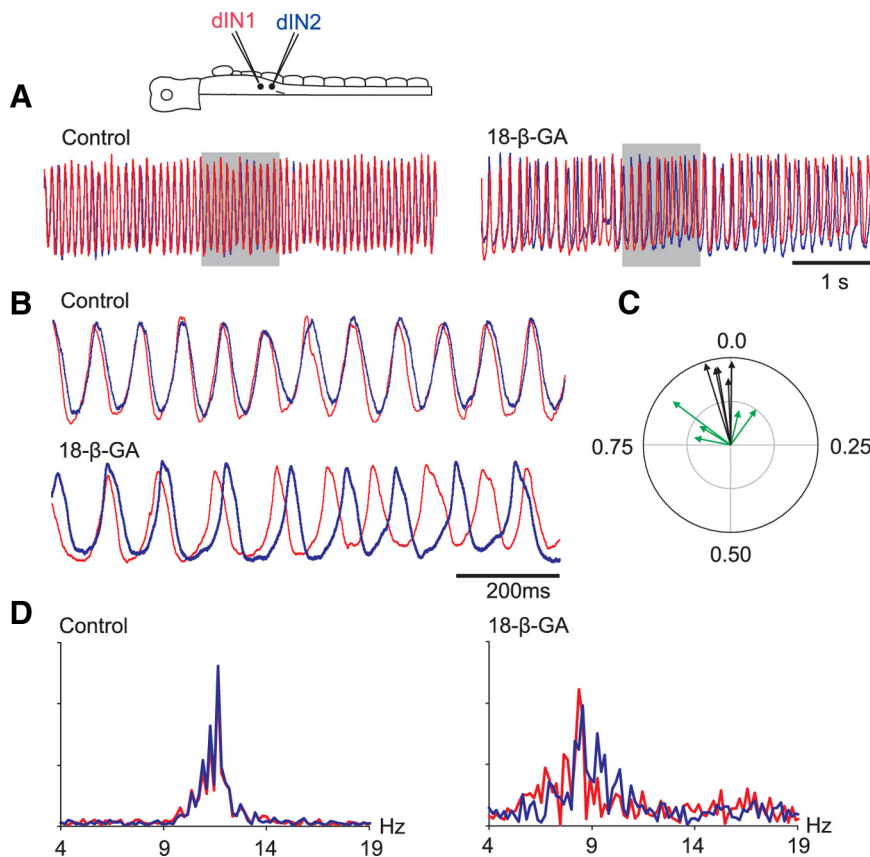 dIN1 dIN2
A
Control 18-β-GA
1 s
B
Control
18-β-GA
200ms
C
0.0
0.75 0.25
0.50
D
Control 18-β-GA
Hz Hz
4 9 14 19 4 9 14 19